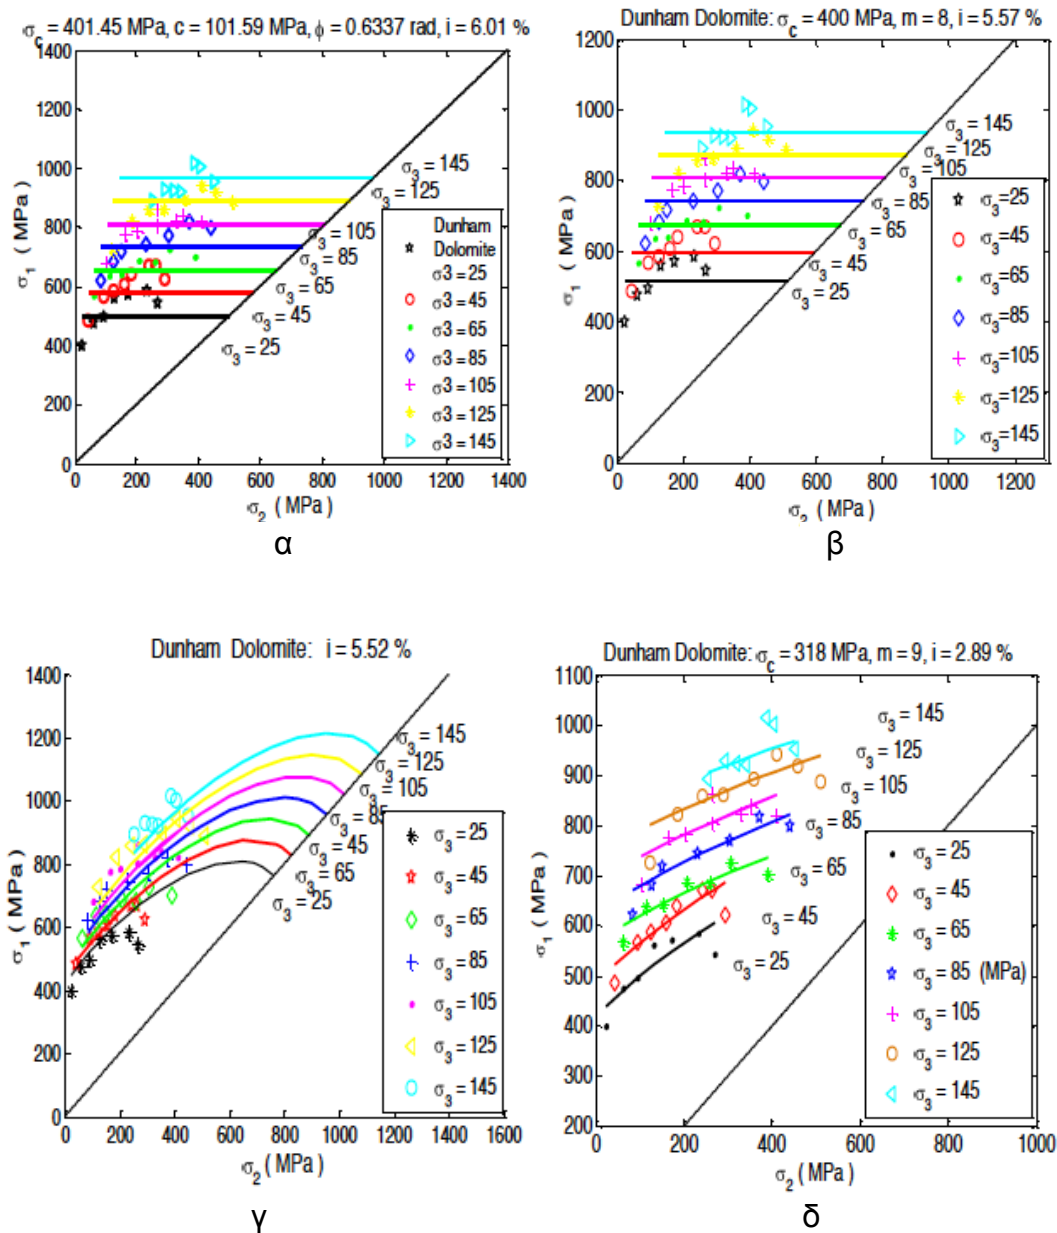 σc = 401.45 MPa, c = 101.59 MPa, ϕ = 0.6337 rad, i = 6.01 %
1400
1200
1000
800
600
400
200
0
σ1 ( MPa)
0 200 400 600 800 1000 1200 1400
σ2 ( MPa)
σ3 = 145
σ3 = 125
σ3 = 105
σ3 = 85
σ3 = 65
σ3 = 45
σ3 = 25
Dunham
Dolomite
σ3 = 25
σ3 = 45
σ3 = 65
σ3 = 85
σ3 = 105
σ3 = 125
σ3 = 145
α
Dunham Dolomite: σc = 400 MPa, m = 8, i = 5.57 %
1200
1000
800
600
400
200
0
σ1 ( MPa)
0 200 400 600 800 1000 1200
σ2 ( MPa)
σ3 = 145
σ3 = 125
σ3 = 105
σ3 = 85
σ3 = 65
σ3 = 45
σ3 = 25
σ3=25
σ3=45
σ3=65
σ3=85
σ3=105
σ3=125
σ3=145
β
Dunham Dolomite: i = 5.52 %
1400
1200
1000
800
600
400
200
0
σ1 ( MPa)
0 200 400 600 800 1000 1200 1400 1600
σ2 ( MPa)
σ3 = 145
σ3 = 125
σ3 = 105
σ3 = 85
σ3 = 45
σ3 = 65
σ3 = 25
σ3 = 25
σ3 = 45
σ3 = 65
σ3 = 85
σ3 = 105
σ3 = 125
σ3 = 145
γ
Dunham Dolomite: σc = 318 MPa, m = 9, i = 2.89 %
1100
1000
900
800
700
600
500
400
300
200
σ1 ( MPa)
0 200 400 600 800 1000
σ2 ( MPa)
σ3 = 145
σ3 = 125
σ3 = 105
σ3 = 85
σ3 = 65
σ3 = 45
σ3 = 25
σ3 = 25
σ3 = 45
σ3 = 65
σ3 = 85 (MPa)
σ3 = 105
σ3 = 125
σ3 = 145
δ